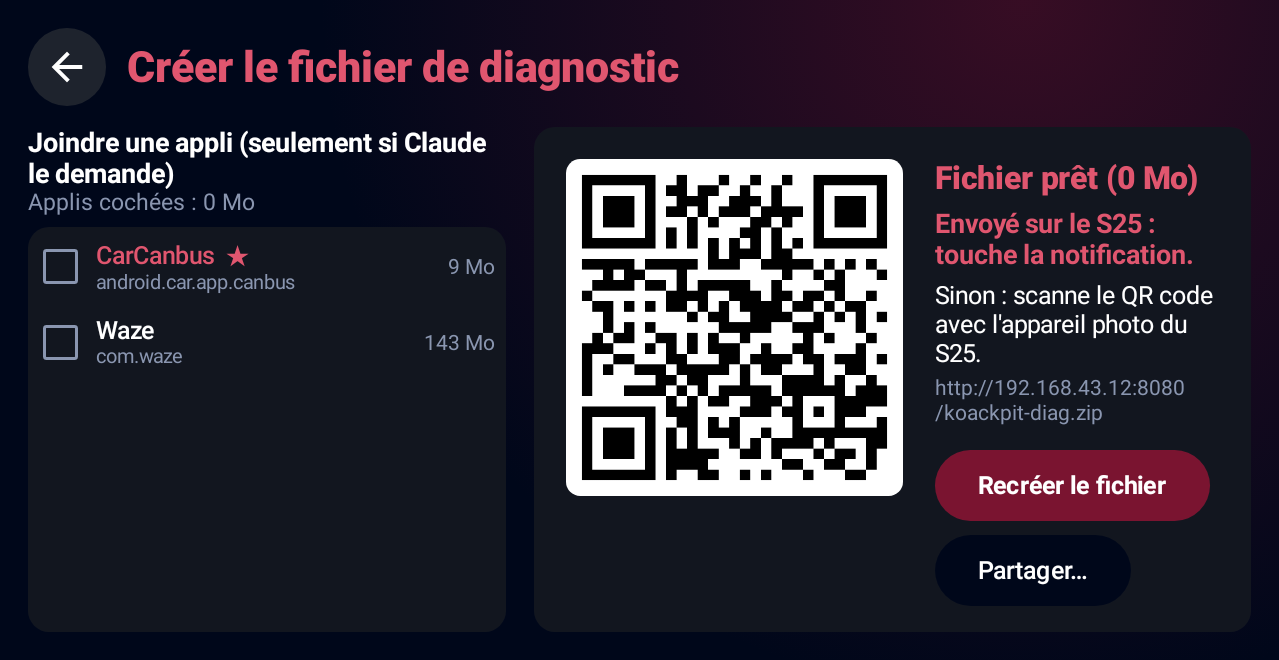 Créer le fichier de diagnostic
Joindre une appli (seulement si Claude
le demande)
Applis cochées : 0 Mo
CarCanbus ★
android.car.app.canbus
9 Mo
Waze
com.waze
143 Mo
Fichier prêt (0 Mo)
Envoyé sur le S25 :
touche la notification.
Sinon : scanne le QR code
avec l'appareil photo du
S25.
http://192.168.43.12:8080
/koackpit-diag.zip
Recréer le fichier
Partager...